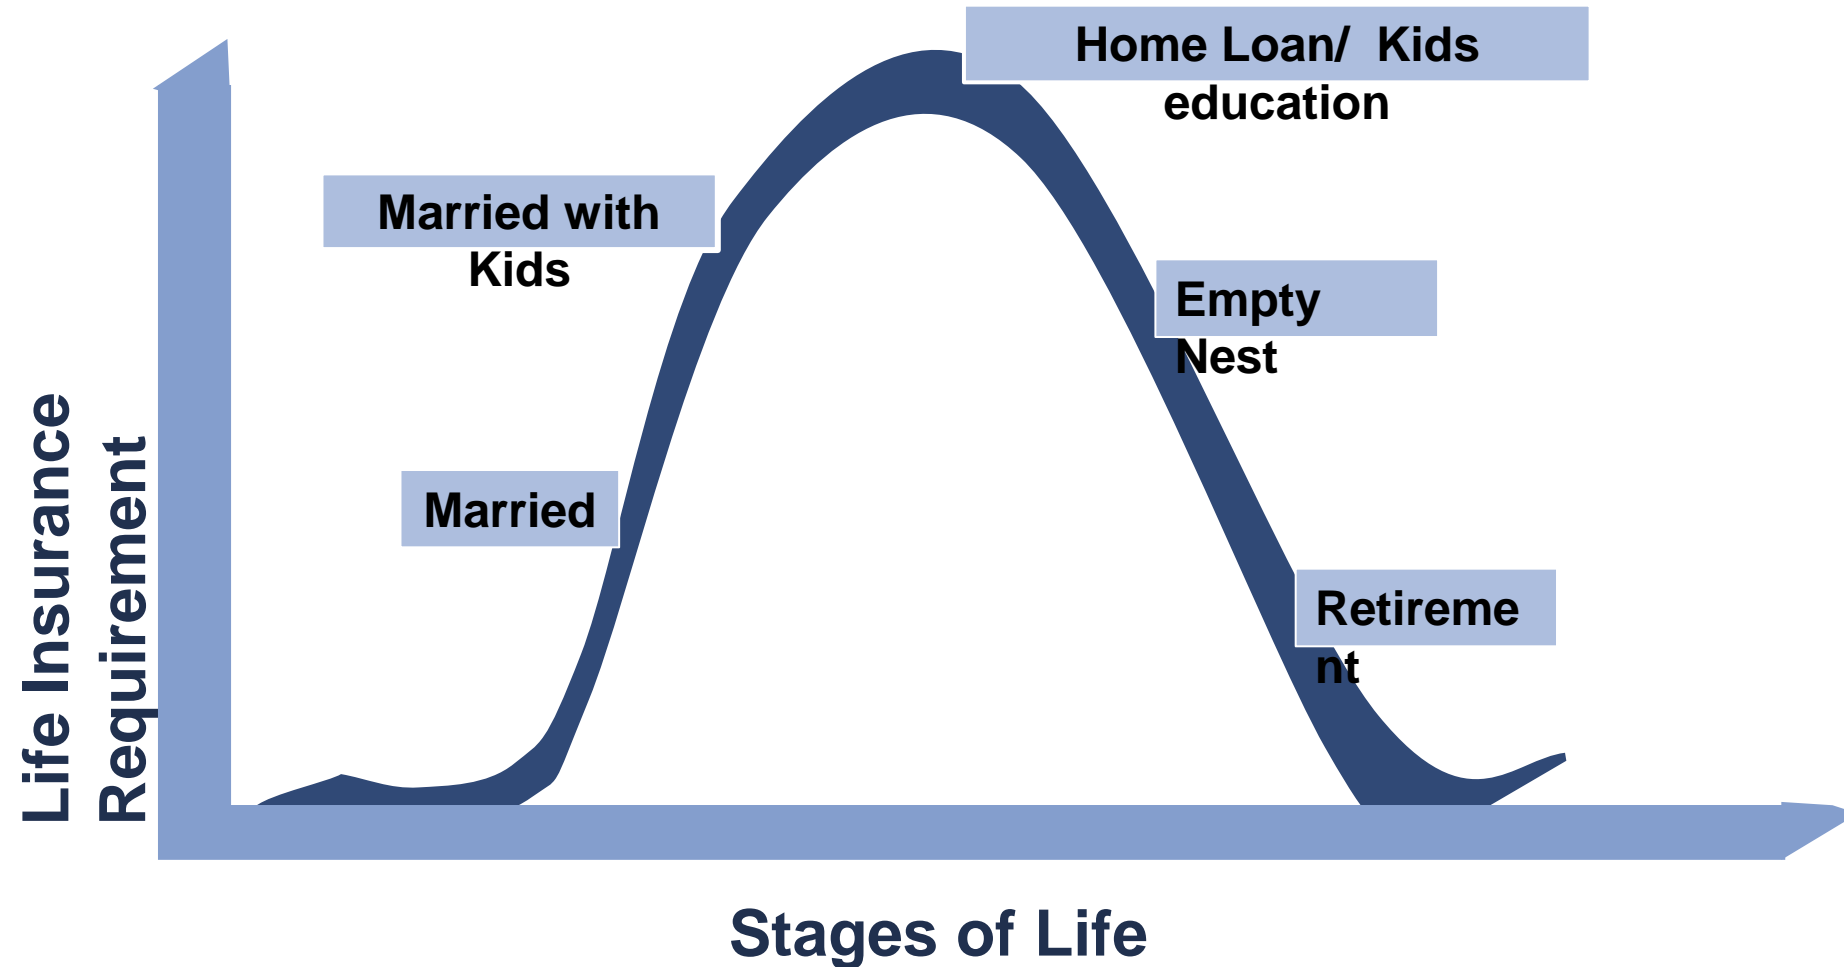 Home Loan/ Kids
education
Married with
Kids
Empty
Nest
Married
Retireme
nt
Life Insurance
Requirement
Stages of Life